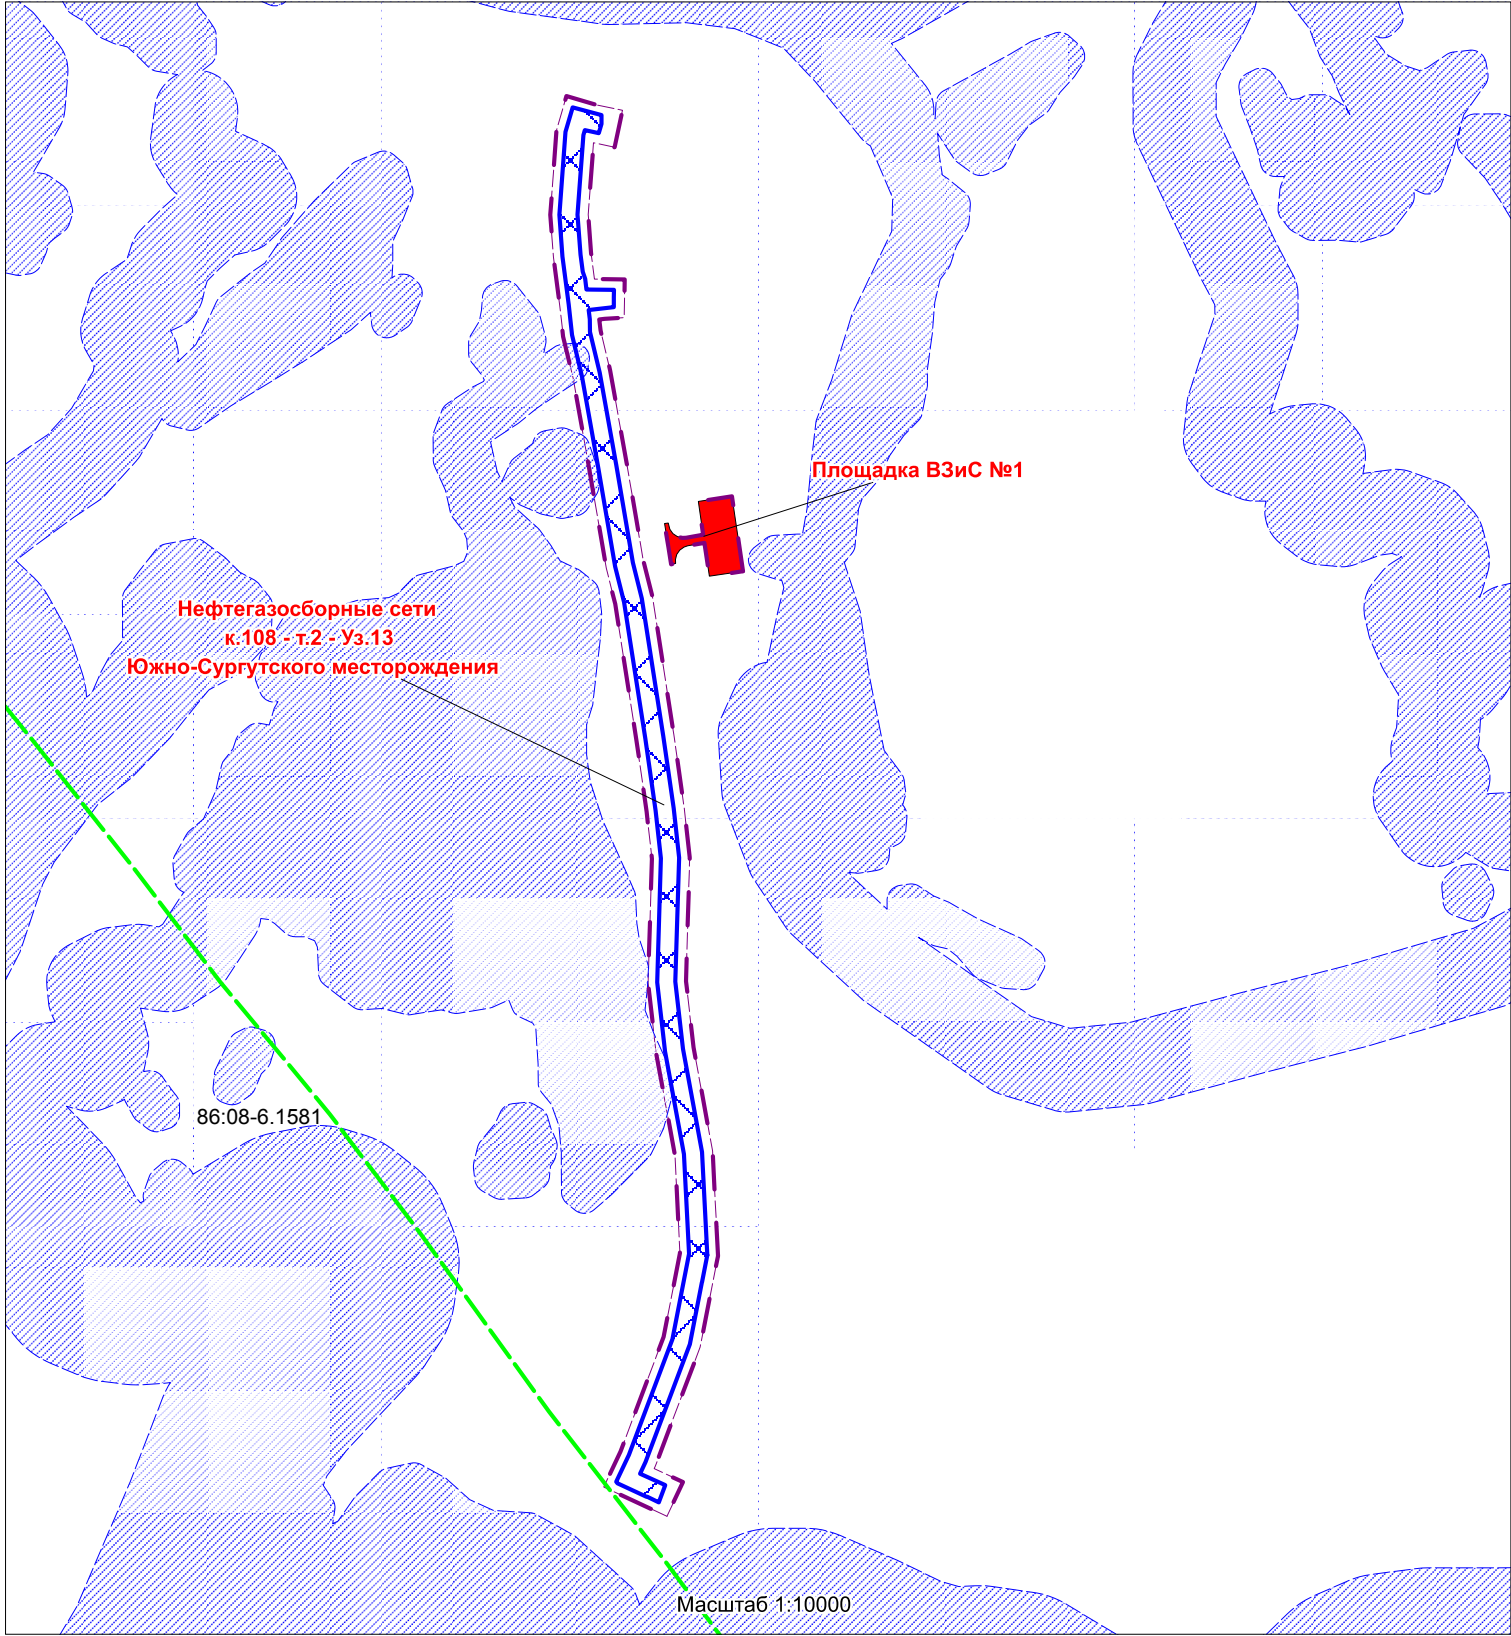 Площадка ВЗиС №1
Нефтегазосборные сети
к.108 - т.2 - Уз.13
Южно-Сургутского месторождения
86:08-6.1581
Масштаб 1:10000